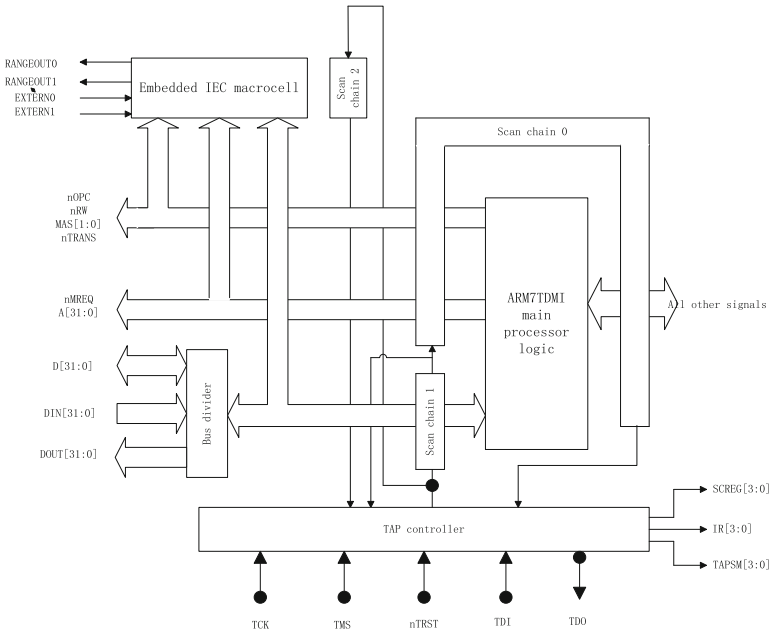 RANGEOUT0
RANGEOUT1
EXTERN0
EXTERN1
Embedded IEC macrocell
Scan
chain 2
Scan chain 0
nOPC
nRW
MAS[1:0]
nTRANS
nMREQ
A[31:0]
ARM7TDMI
main
processor
logic
All other signals
D[31:0]
DIN[31:0]
DOUT[31:0]
Bus divider
Scan chain 1
TAP controller
SCREG[3:0]
IR[3:0]
TAPSM[3:0]
TCK
TMS
nTRST
TDI
TDO